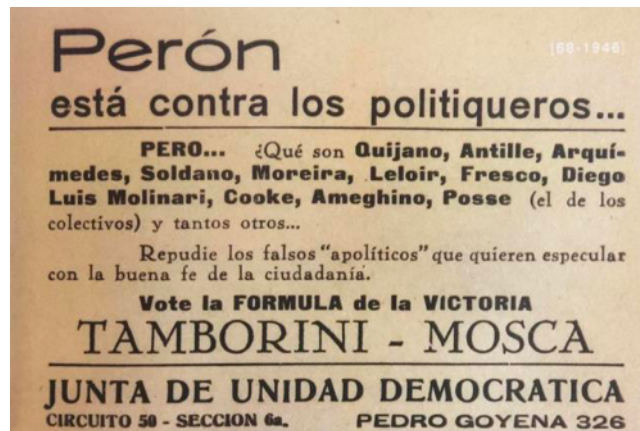 Perón
[68-1946]
está contra los politiqueros...
PERO... ¿Qué son Quijano, Antille, Arquí-
medes, Soldano, Moreira, Leloir, Fresco, Diego
Luis Molinari, Cooke, Ameghino, Posse (el de los
colectivos) y tantos otros...
Repudie los falsos "apolíticos" que quieren especular
con la buena fe de la ciudadanía.
Vote la FORMULA de la VICTORIA
TAMBORINI - MOSCA
JUNTA DE UNIDAD DEMOCRATICA
CIRCUITO 50 - SECCION 6a. PEDRO GOYENA 326